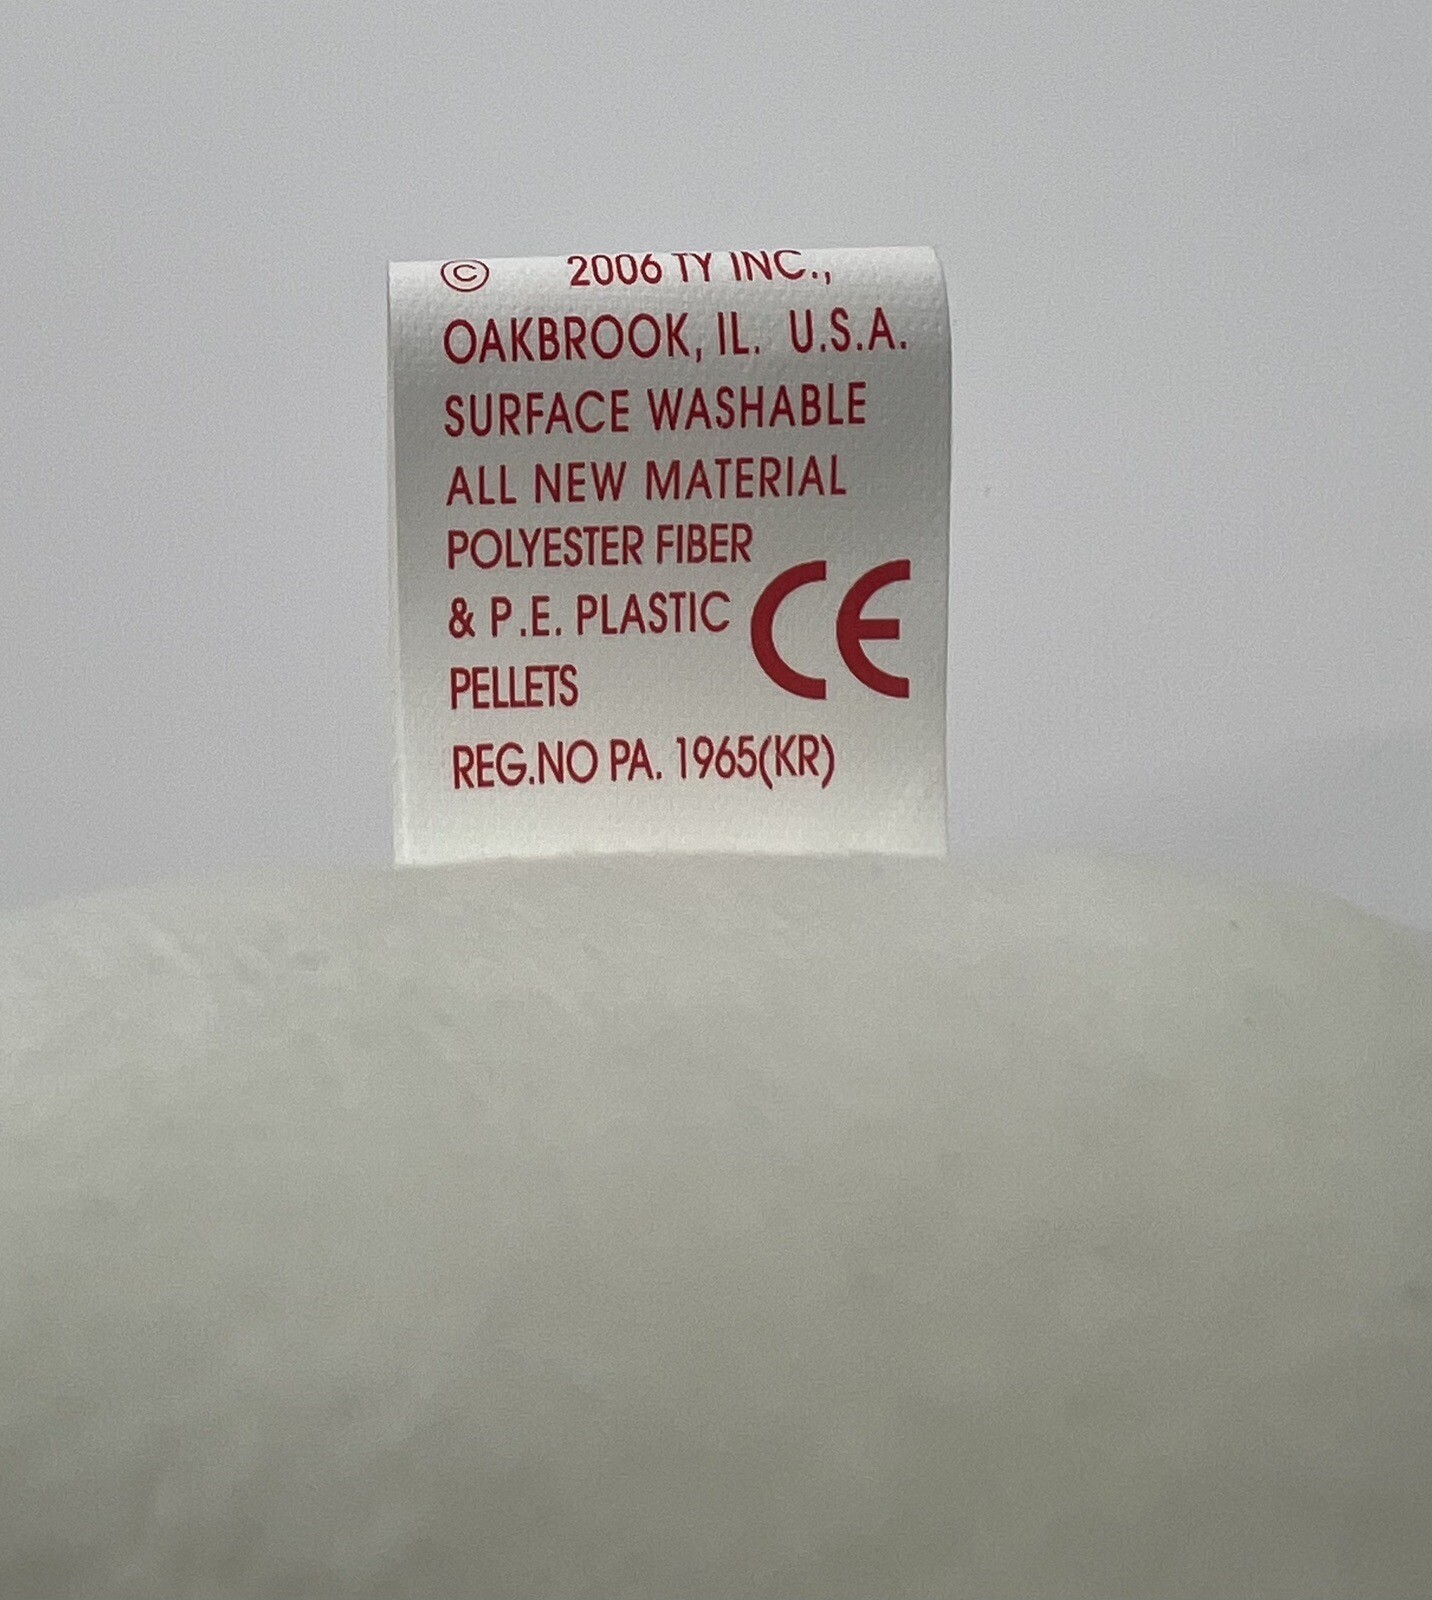 © 2006 TY INC.,
OAKBROOK, IL. U.S.A.
SURFACE WASHABLE
ALL NEW MATERIAL
POLYESTER FIBER
& P.E. PLASTIC
PELLETS
CE
REG.NO PA. 1965(KR)